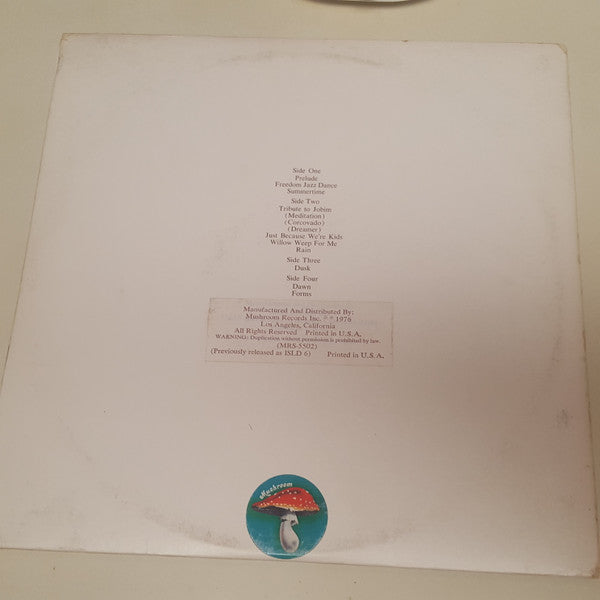 Side One
Prelude
Freedom Jazz Dance
Summertime
Side Two
Tribute to Jobim
(Meditation)
(Corcovado)
(Dreamer)
Just Because We're Kids
Willow Weep For Me
Rain
Side Three
Dusk
Side Four
Dawn
Forms
Manufactured And Distributed By:
Mushroom Records Inc. 1976
Los Angeles, California
All Rights Reserved Printed in U.S.A.
WARNING: Duplication without permission is prohibited by law.
(MRS-5502)
(Previously released as ISLD 6) Printed in U.S.A.
Mushroom